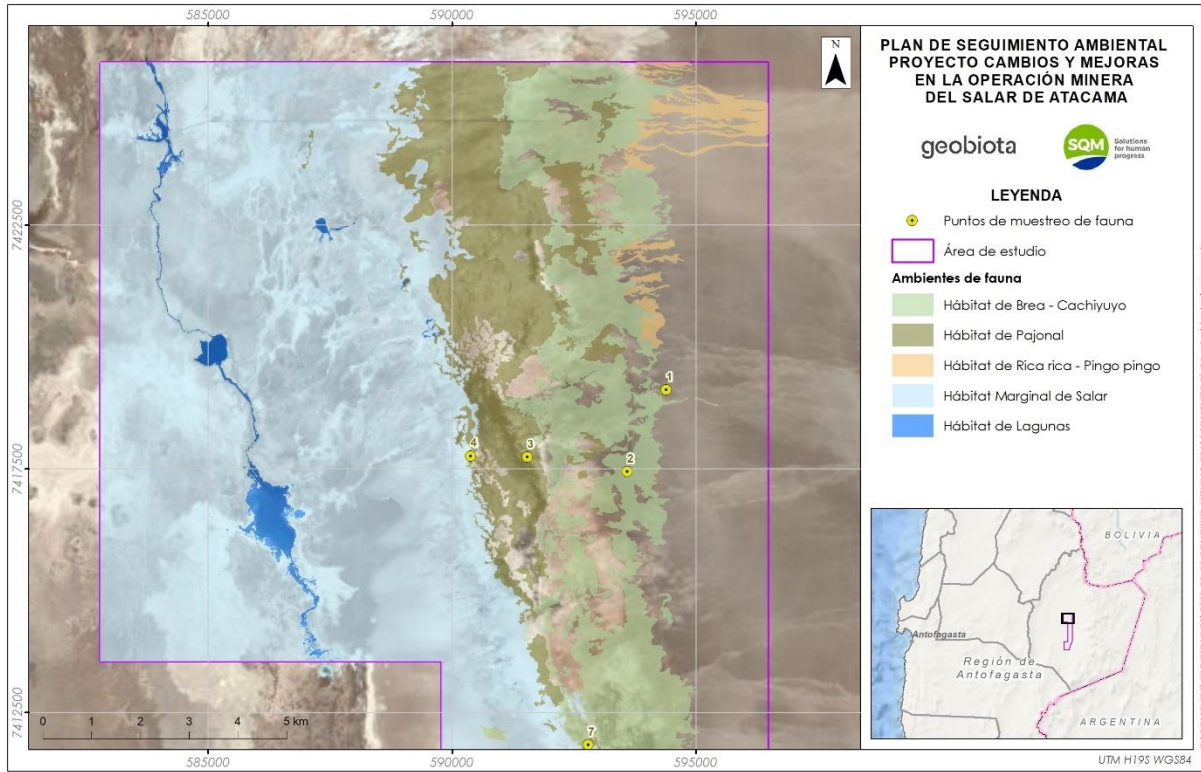 585000
590000
595000
N
7422500
7417500
7412500
1
2
3
4
7
0 1 2 3 4 5 km
585000
590000
595000
PLAN DE SEGUIMIENTO AMBIENTAL
PROYECTO CAMBIOS Y MEJORAS
EN LA OPERACIÓN MINERA
DEL SALAR DE ATACAMA
geobiota
SQM
Solutions
for human
progress
LEYENDA
Puntos de muestreo de fauna
Área de estudio
Ambientes de fauna
Hábitat de Brea - Cachiyuyo
Hábitat de Pajonal
Hábitat de Rica rica - Pingo pingo
Hábitat Marginal de Salar
Hábitat de Lagunas
BOLIVIA
Antofagasta
Región de
Antofagasta
ARGENTINA
UTM H19S WGS84